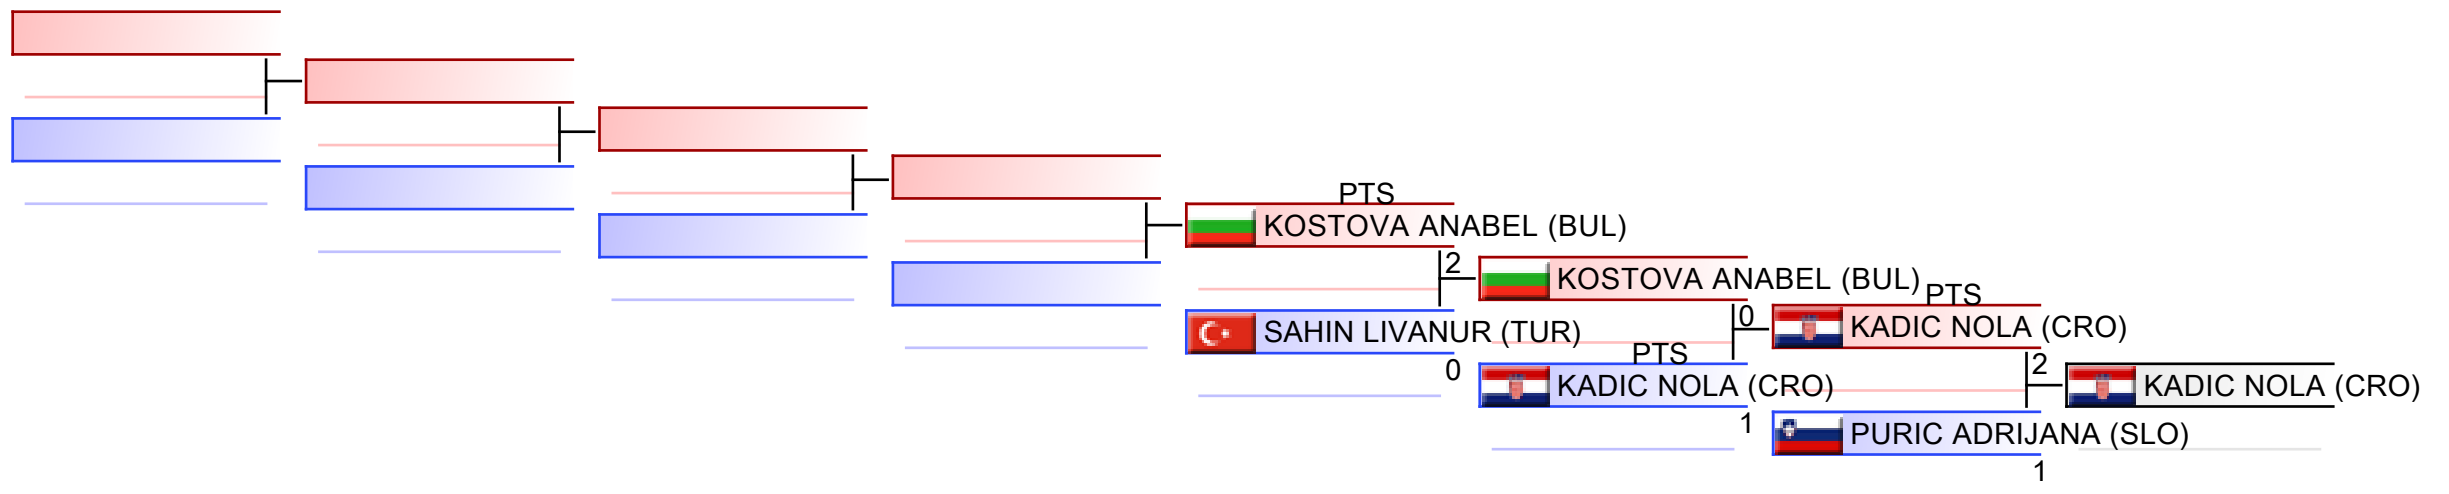 PTS
KOSTOVA ANABEL (BUL)
2
KOSTOVA ANABEL (BUL)
PTS
SAHIN LIVANUR (TUR)
0
KADIC NOLA (CRO)
0
PTS
KADIC NOLA (CRO)
2
KADIC NOLA (CRO)
1
PURIC ADRIJANA (SLO)
1